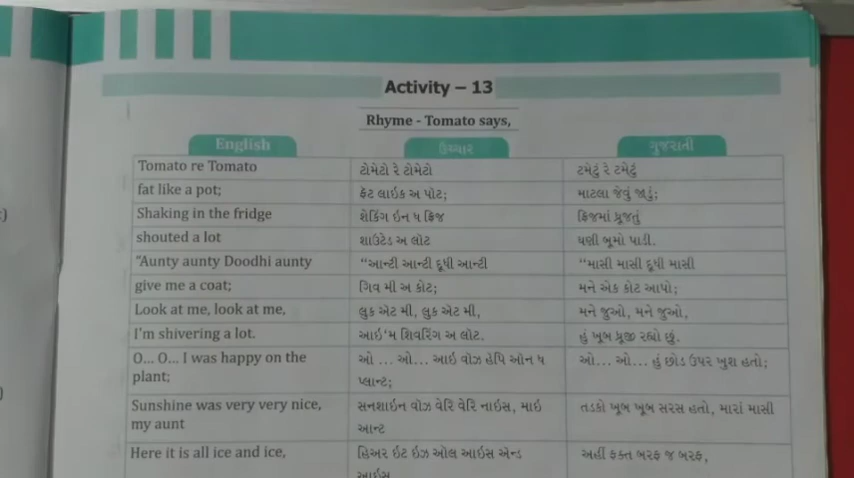 Activity – 13
Rhyme - Tomato says,
English ઉચ્ચાર ગુજરાતી
Tomato re Tomato ટોમેટો રે ટોમેટો ટમેટું રે ટમેટું
fat like a pot; ફૅટ લાઇક અ પોટ; માટલા જેવું જાડું;
Shaking in the fridge શેકિંગ ઇન ધ ફ્રિજ ફ્રિજમાં ધ્રૂજતું
shouted a lot શાઉટેડ અ લૉટ ઘણી બૂમો પાડી.
“Aunty aunty Doodhi aunty “આન્ટી આન્ટી દૂધી આન્ટી “માસી માસી દૂધી માસી
give me a coat; ગિવ મી અ કોટ; મને એક કોટ આપો;
Look at me, look at me, લુક એટ મી, લુક એટ મી, મને જુઓ, મને જુઓ,
I'm shivering a lot. આઇ'મ શિવરિંગ અ લોટ. હું ખૂબ ધ્રૂજી રહ્યો છું.
O... O... I was happy on the ઓ ... ઓ... આઇ વોઝ હેપિ ઑન ધ ઓ... ઓ... હું છોડ ઉપર ખુશ હતો;
plant; પ્લાન્ટ;
Sunshine was very very nice, સનશાઇન વૉઝ વેરિ વેરિ નાઇસ, માઇ તડકો ખૂબ ખૂબ સરસ હતો, મારાં માસી
my aunt આન્ટ
Here it is all ice and ice, હિઅર ઈટ ઇઝ ઓલ આઇસ ઍન્ડ અહીં ફક્ત બરફ જ બરફ,